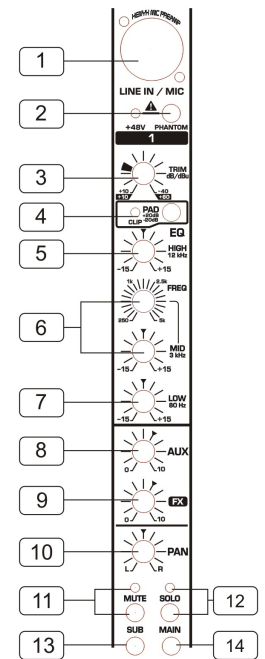 HEAVY-H MIC PREAMP
1
LINE IN / MIC
2
+48V PHANTOM
1
3
TRIM
dB/dBu
+10 -40
+10 +60
4
PAD
+20dB
-20dB
CLIP
EQ
5
HIGH
12 kHz
-15 +15
1k 2.5k
FREQ
250 5k
6
MID
3 kHz
-15 +15
7
LOW
80 Hz
-15 +15
8
AUX
0 10
9
FX
0 10
10
PAN
L R
11
MUTE SOLO
12
SUB MAIN
13
14